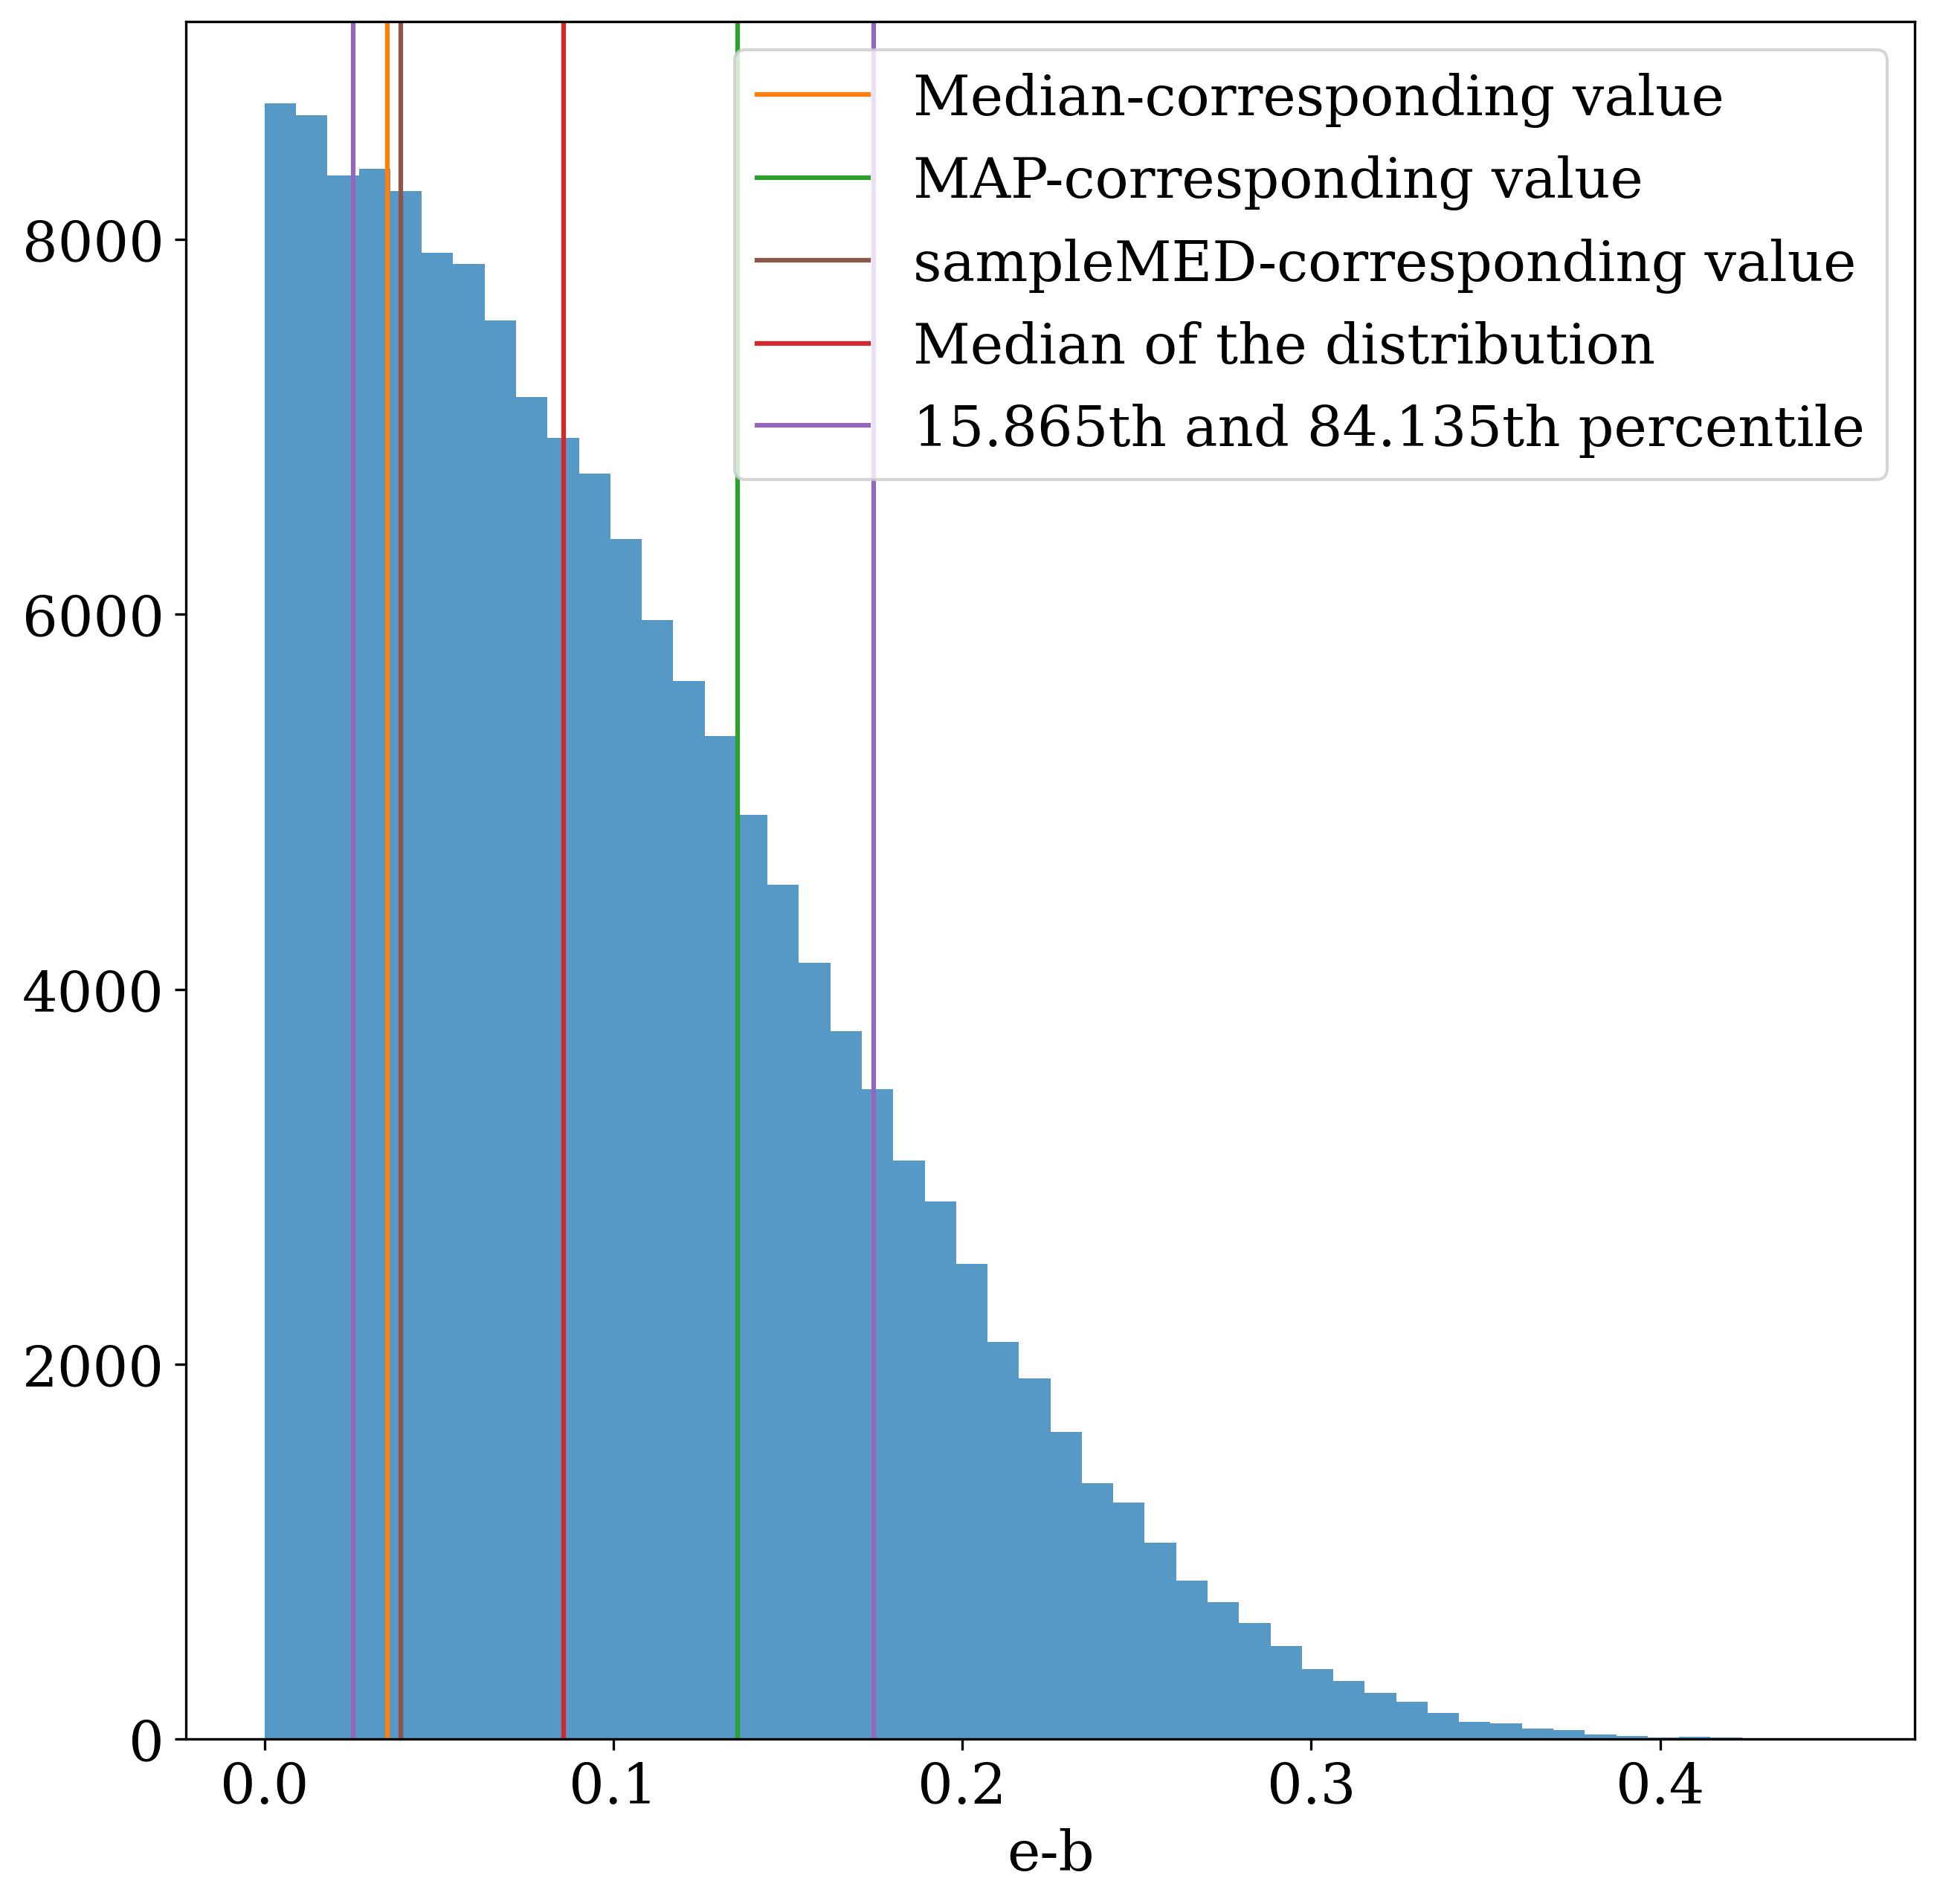 Median-corresponding value
MAP-corresponding value
sampleMED-corresponding value
Median of the distribution
15.865th and 84.135th percentile
8000
6000
4000
2000
0
0.0 0.1 0.2 0.3 0.4
e-b